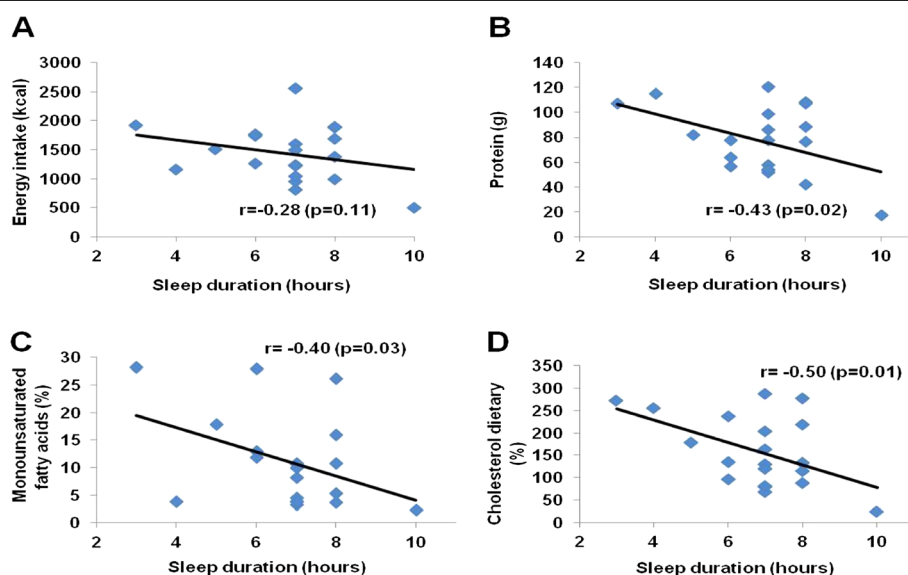 A
Energy intake (kcal)
3000
2500
2000
1500
1000
500
0
r=-0.28 (p=0.11)
2 4 6 8 10
Sleep duration (hours)
B
Protein (g)
140
120
100
80
60
40
20
0
r= -0.43 (p=0.02)
2 4 6 8 10
Sleep duration (hours)
C
r= -0.40 (p=0.03)
Monounsaturated
fatty acids (%)
30
25
20
15
10
5
0
2 4 6 8 10
Sleep duration (hours)
D
r= -0.50 (p=0.01)
Cholesterol dietary
(%)
350
300
250
200
150
100
50
0
2 4 6 8 10
Sleep duration (hours)